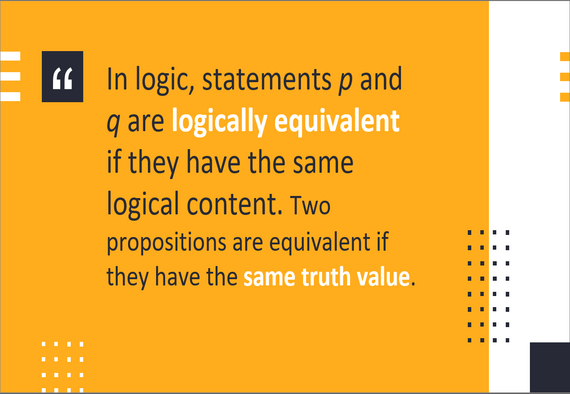 “
In logic, statements p and
q are logically equivalent
if they have the same
logical content. Two
propositions are equivalent if
they have the same truth value.